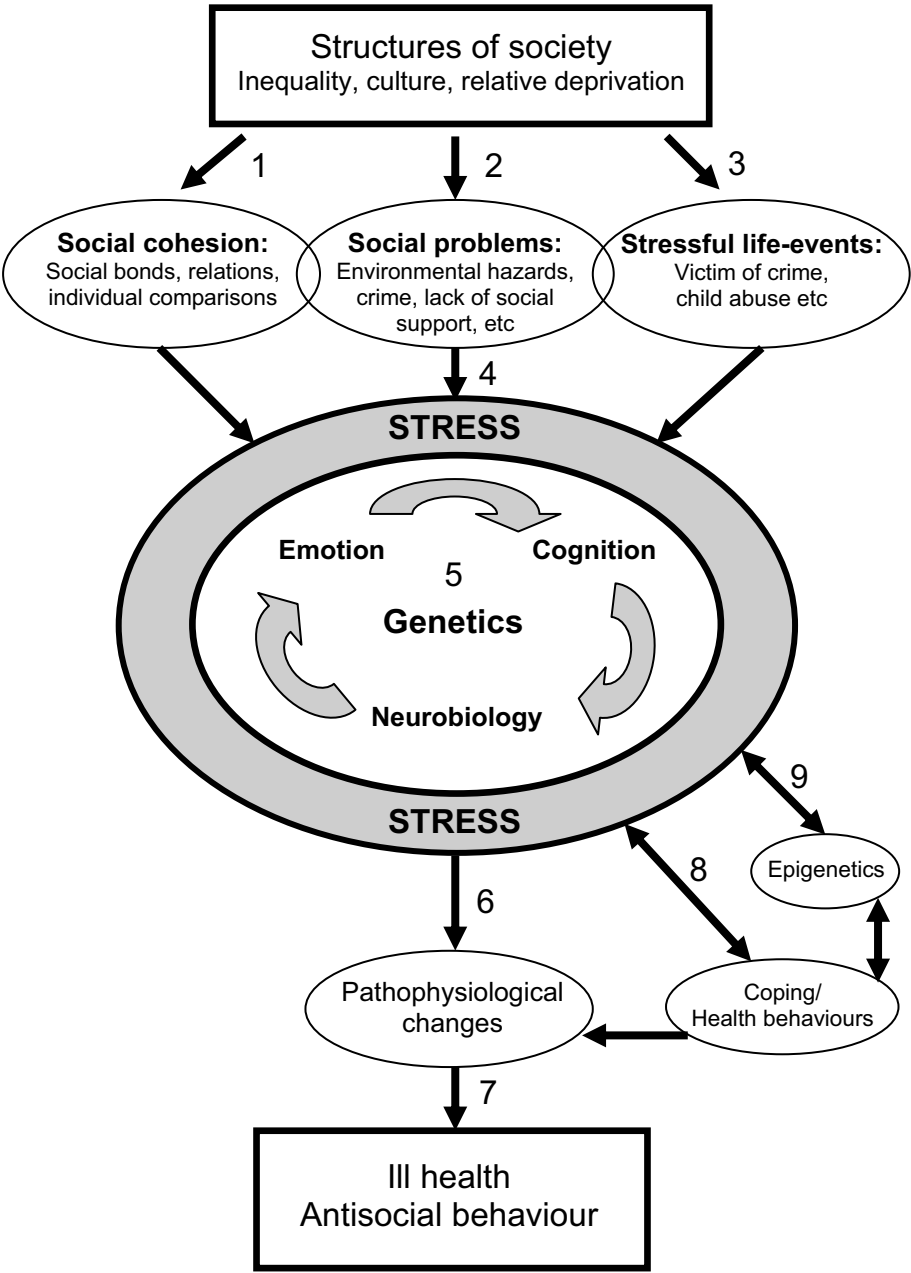 Structures of society
Inequality, culture, relative deprivation
1
2
3
Social cohesion:
Social bonds, relations,
individual comparisons
Social problems:
Environmental hazards,
crime, lack of social
support, etc
Stressful life-events:
Victim of crime,
child abuse etc
4
STRESS
Emotion
Cognition
5
Genetics
Neurobiology
STRESS
9
8
Epigenetics
6
Pathophysiological
changes
Coping/
Health behaviours
7
Ill health
Antisocial behaviour